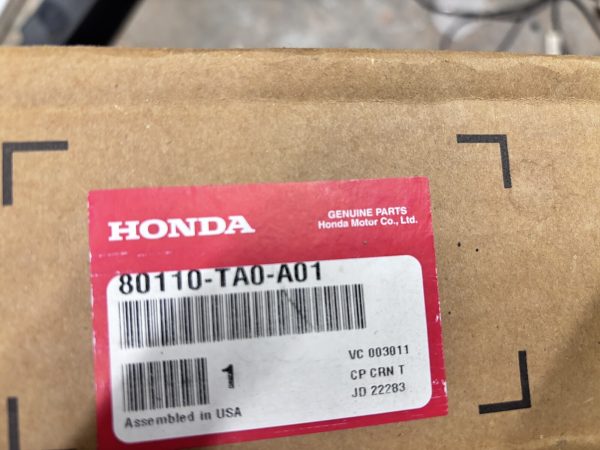 HONDA
GENUINE PARTS
Honda Motor Co., Ltd.
80110-TA0-A01
1
VC 003011
CP CRN T
JD 22283
Assembled in USA